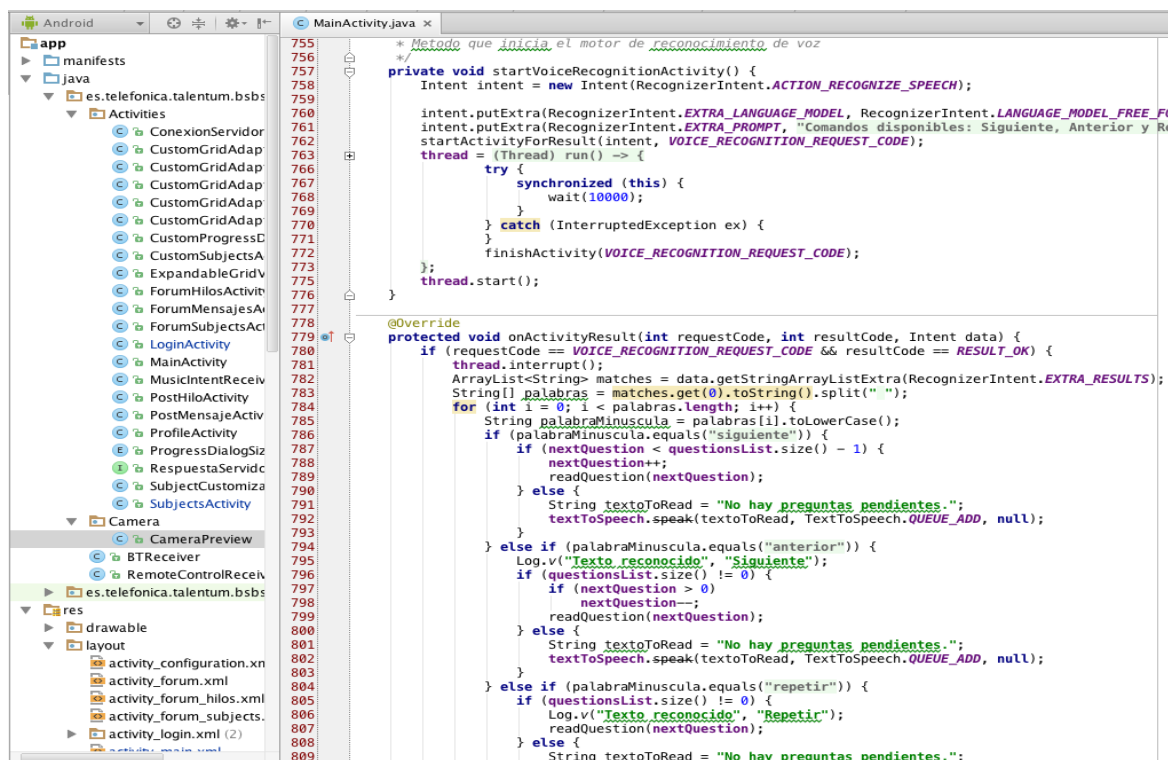 Android
MainActivity.java
app
manifests
java
es.telefonica.talentum.bsbs
Activities
ConexionServidor
CustomGridAdap
CustomGridAdap
CustomGridAdap
CustomGridAdap
CustomGridAdap
CustomProgressD
CustomSubjectsA
ExpandableGridV
ForumHilosActivit
ForumMensajesA
ForumSubjectsAct
LoginActivity
MainActivity
MusicIntentReceiv
PostHiloActivity
PostMensajeActiv
ProfileActivity
ProgressDialogSiz
RespuestaServido
SubjectCustomiza
SubjectsActivity
Camera
CameraPreview
BTReceiver
RemoteControlReceiv
es.telefonica.talentum.bsbs
res
drawable
layout
activity_configuration.xn
activity_forum.xml
activity_forum_hilos.xml
activity_forum_subjects.
activity_login.xml (2)
activity_main.xml
755 * Metodo que inicia el motor de reconocimiento de voz
756 */
757 private void startVoiceRecognitionActivity() {
758 Intent intent = new Intent(RecognizerIntent.ACTION_RECOGNIZE_SPEECH);
759
760 intent.putExtra(RecognizerIntent.EXTRA_LANGUAGE_MODEL, RecognizerIntent.LANGUAGE_MODEL_FREE_FO
761 intent.putExtra(RecognizerIntent.EXTRA_PROMPT, "Comandos disponibles: Siguiente, Anterior y Re
762 startActivityForResult(intent, VOICE_RECOGNITION_REQUEST_CODE);
763 thread = (Thread) run() -> {
766 try {
767 synchronized (this) {
768 wait(10000);
769 }
770 } catch (InterruptedException ex) {
771 }
772 finishActivity(VOICE_RECOGNITION_REQUEST_CODE);
773 };
775 thread.start();
776 }
777
778 @Override
779 protected void onActivityResult(int requestCode, int resultCode, Intent data) {
780 if (requestCode == VOICE_RECOGNITION_REQUEST_CODE && resultCode == RESULT_OK) {
781 thread.interrupt();
782 ArrayList<String> matches = data.getStringArrayListExtra(RecognizerIntent.EXTRA_RESULTS);
783 String[] palabras = matches.get(0).toString().split(" ");
784 for (int i = 0; i < palabras.length; i++) {
785 String palabraMinuscula = palabras[i].toLowerCase();
786 if (palabraMinuscula.equals("siguiente")) {
787 if (nextQuestion < questionsList.size() - 1) {
788 nextQuestion++;
789 readQuestion(nextQuestion);
790 } else {
791 String textoToRead = "No hay preguntas pendientes.";
792 textToSpeech.speak(textoToRead, TextToSpeech.QUEUE_ADD, null);
793 }
794 } else if (palabraMinuscula.equals("anterior")) {
795 Log.v("Texto reconocido", "Siguiente");
796 if (questionsList.size() != 0) {
797 if (nextQuestion > 0)
798 nextQuestion--;
799 readQuestion(nextQuestion);
800 } else {
801 String textoToRead = "No hay preguntas pendientes.";
802 textToSpeech.speak(textoToRead, TextToSpeech.QUEUE_ADD, null);
803 }
804 } else if (palabraMinuscula.equals("repetir")) {
805 if (questionsList.size() != 0) {
806 Log.v("Texto reconocido", "Repetir");
807 readQuestion(nextQuestion);
808 } else {
809 String textoToRead = "No hay preguntas pendientes.";